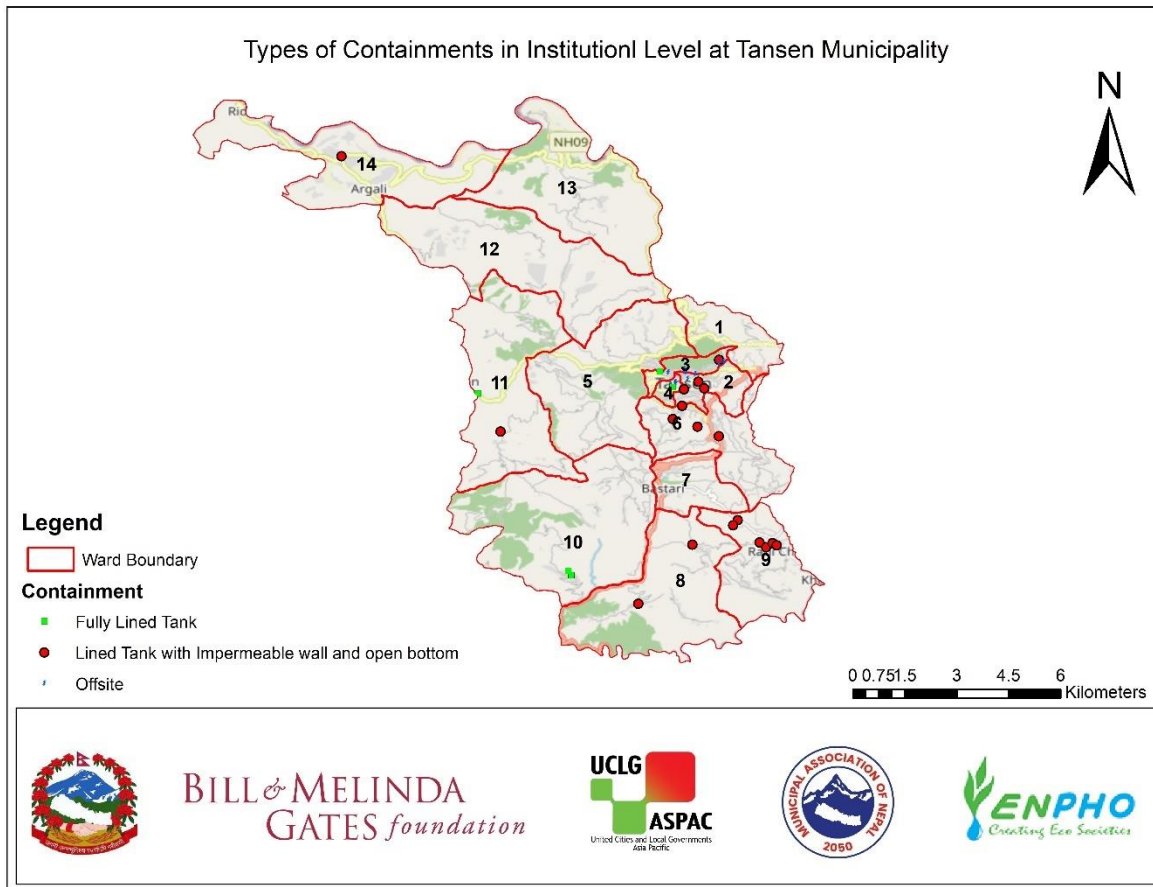 Types of Containments in Institutionl Level at Tansen Municipality
N
Rid
NH09
14
Argali
13
12
1
3
11
5
2
4
6
7
Bastari
10
8
9
Legend
Ward Boundary
Containment
Fully Lined Tank
Lined Tank with Impermeable wall and open bottom
Offsite
0 0.75 1.5 3 4.5 6
Kilometers
BILL & MELINDA
GATES foundation
UCLG
ASPAC
United Cities and Local Governments
Asia Pacific
MUNICIPAL ASSOCIATION OF NEPAL
2050
ENPHO
Creating Eco Societies